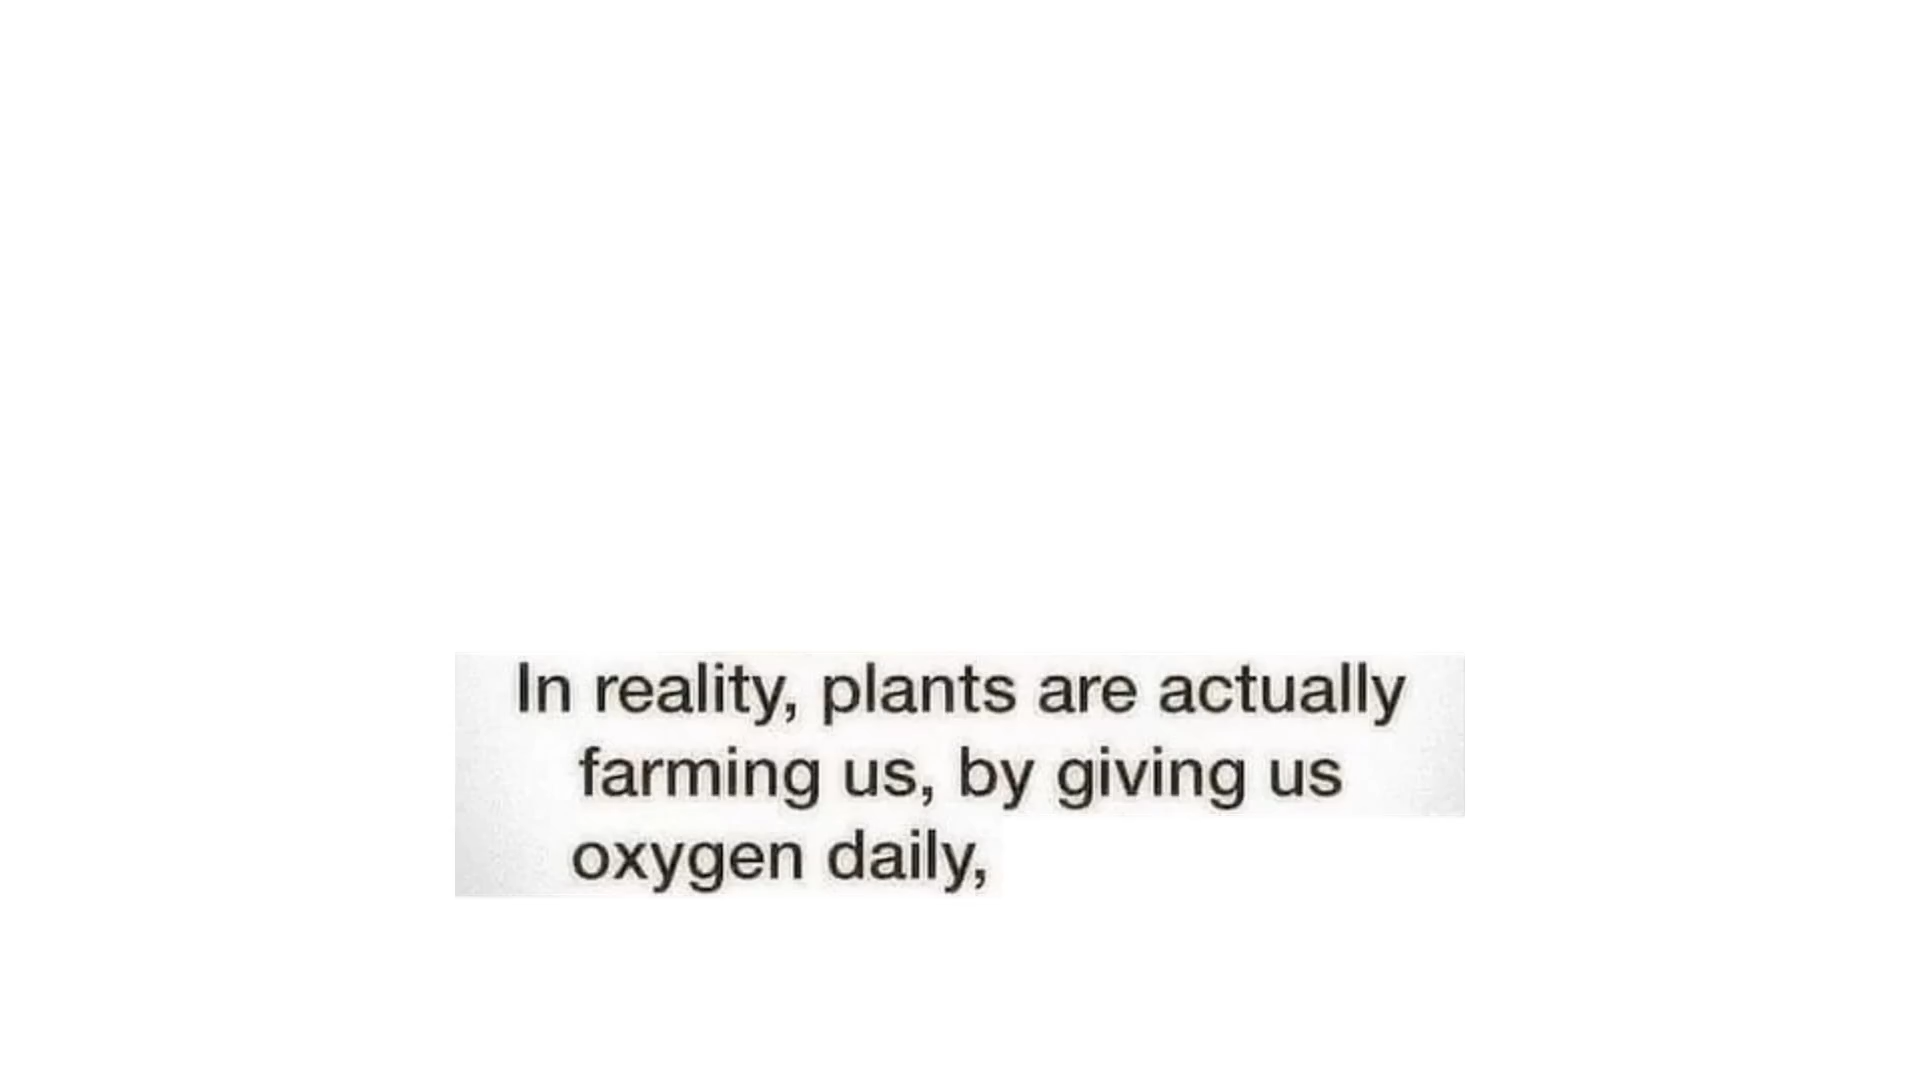 In reality, plants are actually
farming us, by giving us
oxygen daily,